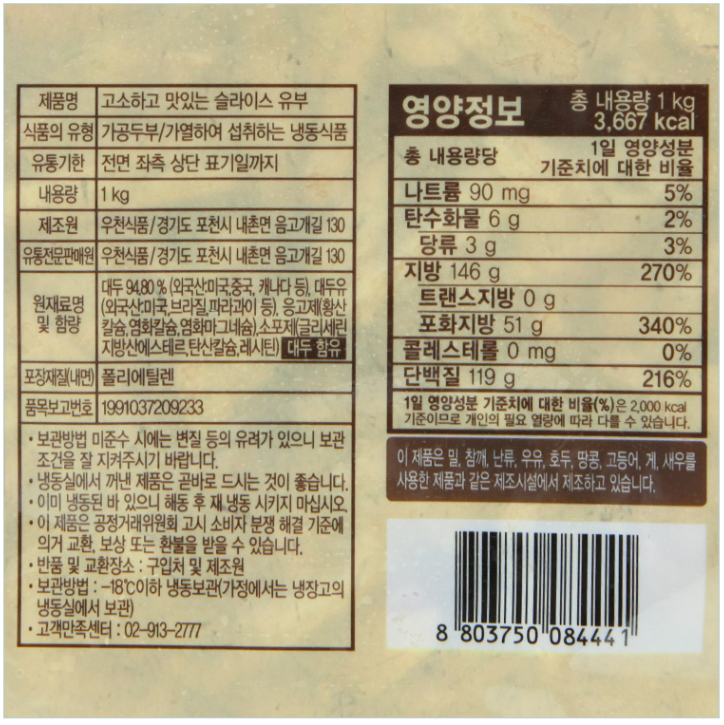 제품명 고소하고 맛있는 슬라이스 유부
식품의 유형 가공두부/가열하여 섭취하는 냉동식품
유통기한 전면 좌측 상단 표기일까지
내용량 1 kg
제조원 우천식품/경기도 포천시 내촌면 음고개길 130
유통전문판매원 우천식품/경기도 포천시 내촌면 음고개길 130
원재료명 및 함량
대두 94.80 % (외국산:미국,중국, 캐나다 등), 대두유
(외국산:미국,브라질,파라과이 등), 응고제(황산
칼슘,염화칼슘,염화마그네슘),소포제(글리세린
지방산에스테르,탄산칼슘,레시틴) 대두 함유
포장재질(내면) 폴리에틸렌
품목보고번호 1991037209233
• 보관방법 미준수 시에는 변질 등의 유려가 있으니 보관
조건을 잘 지켜주시기 바랍니다.
• 냉동실에서 꺼낸 제품은 곧바로 드시는 것이 좋습니다.
• 이미 냉동된 바 있으니 해동 후 재 냉동 시키지 마십시오.
• 이 제품은 공정거래위원회 고시 소비자 분쟁 해결 기준에
의거 교환, 보상 또는 환불을 받을 수 있습니다.
• 반품 및 교환장소 : 구입처 및 제조원
• 보관방법 : -18℃이하 냉동보관(가정에서는 냉장고의
냉동실에서 보관)
• 고객만족센터 : 02-913-2777
영양정보 총 내용량 1 kg
3,667 kcal
총 내용량당 1일 영양성분
기준치에 대한 비율
나트륨 90 mg 5%
탄수화물 6 g 2%
당류 3 g 3%
지방 146 g 270%
트랜스지방 0 g
포화지방 51 g 340%
콜레스테롤 0 mg 0%
단백질 119 g 216%
1일 영양성분 기준치에 대한 비율(%)은 2,000 kcal
기준이므로 개인의 필요 열량에 따라 다를 수 있습니다.
이 제품은 밀, 참깨, 난류, 우유, 호두, 땅콩, 고등어, 게, 새우를
사용한 제품과 같은 제조시설에서 제조하고 있습니다.
8 803750 084441